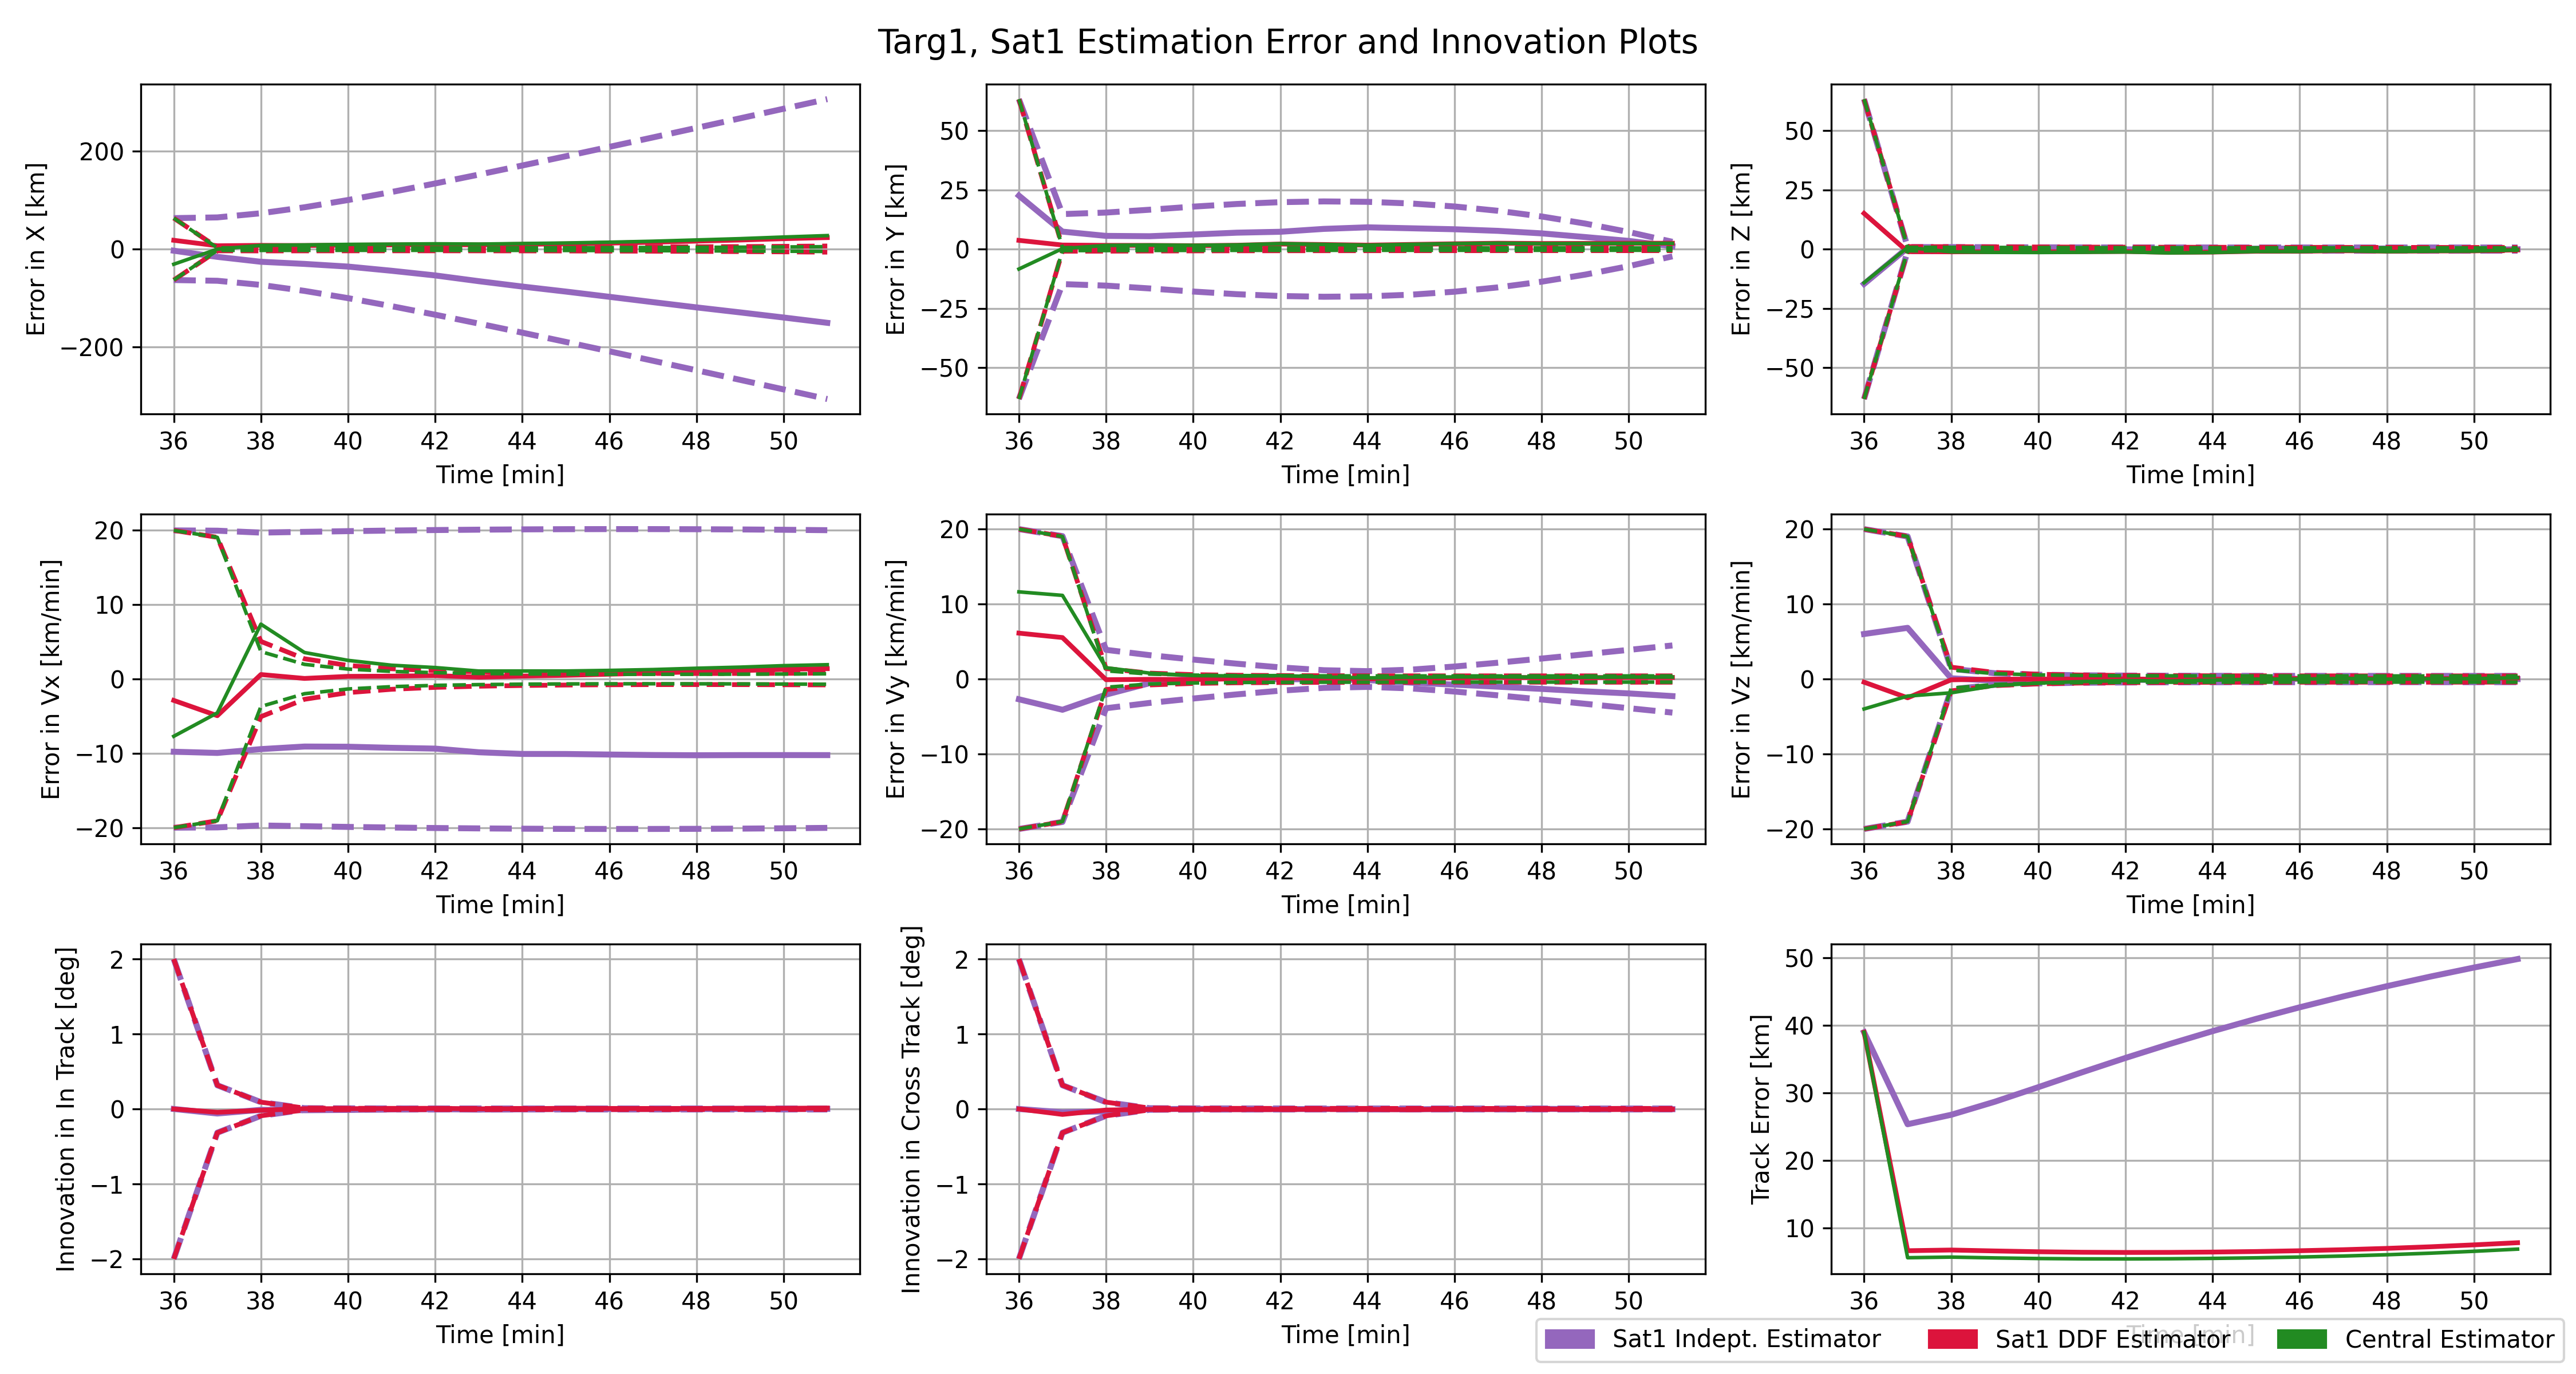 Targ1, Sat1 Estimation Error and Innovation Plots
Error in X [km]
200
0
−200
36 38 40 42 44 46 48 50
Time [min]
Error in Y [km]
50
25
0
−25
−50
36 38 40 42 44 46 48 50
Time [min]
Error in Z [km]
50
25
0
−25
−50
36 38 40 42 44 46 48 50
Time [min]
Error in Vx [km/min]
20
10
0
−10
−20
36 38 40 42 44 46 48 50
Time [min]
Error in Vy [km/min]
20
10
0
−10
−20
36 38 40 42 44 46 48 50
Time [min]
Error in Vz [km/min]
20
10
0
−10
−20
36 38 40 42 44 46 48 50
Time [min]
Innovation in In Track [deg]
2
1
0
−1
−2
36 38 40 42 44 46 48 50
Time [min]
Innovation in Cross Track [deg]
2
1
0
−1
−2
36 38 40 42 44 46 48 50
Time [min]
Track Error [km]
50
40
30
20
10
36 38 40 42 44 46 48 50
Time [min]
Sat1 Indept. Estimator Sat1 DDF Estimator Central Estimator